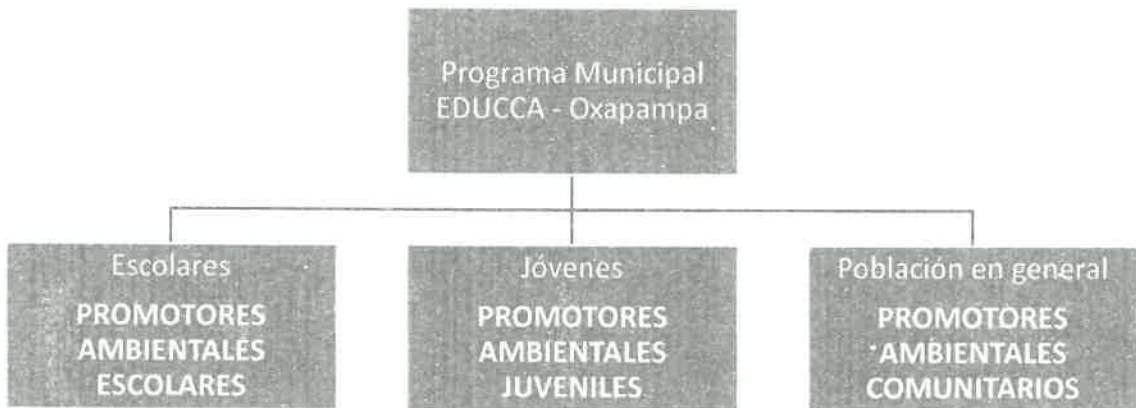 Programa Municipal
EDUCCA - Oxapampa
Escolares
PROMOTORES
AMBIENTALES
ESCOLARES
Jóvenes
PROMOTORES
AMBIENTALES
JUVENILES
Población en general
PROMOTORES
AMBIENTALES
COMUNITARIOS